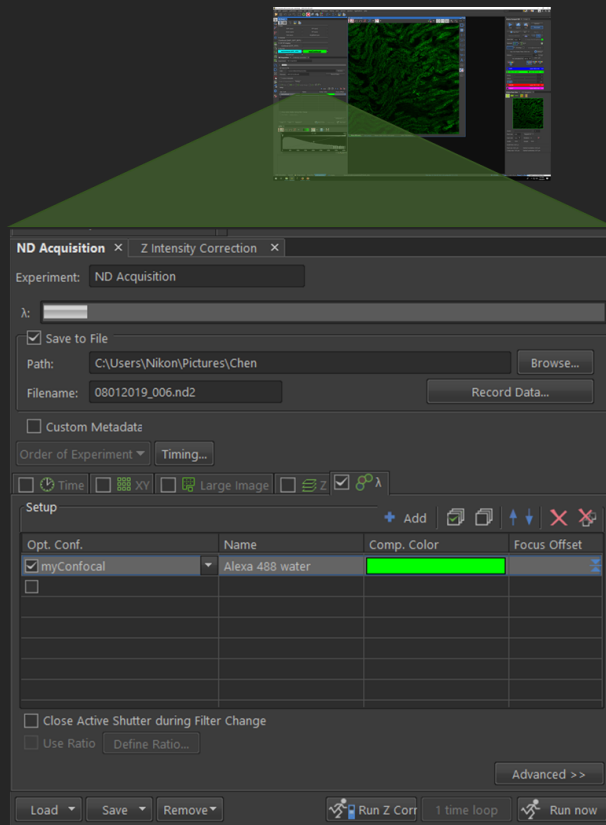 ND Acquisition × Z Intensity Correction ×
Experiment: ND Acquisition
λ:
Save to File
Path: C:\Users\Nikon\Pictures\Chen Browse...
Filename: 08012019_006.nd2 Record Data...
Custom Metadata
Order of Experiment Timing...
Time XY Large Image Z λ
Setup
Add
Opt. Conf. Name Comp. Color Focus Offset
myConfocal Alexa 488 water
Close Active Shutter during Filter Change
Use Ratio Define Ratio...
Advanced >>
Load Save Remove Run Z Corr 1 time loop Run now